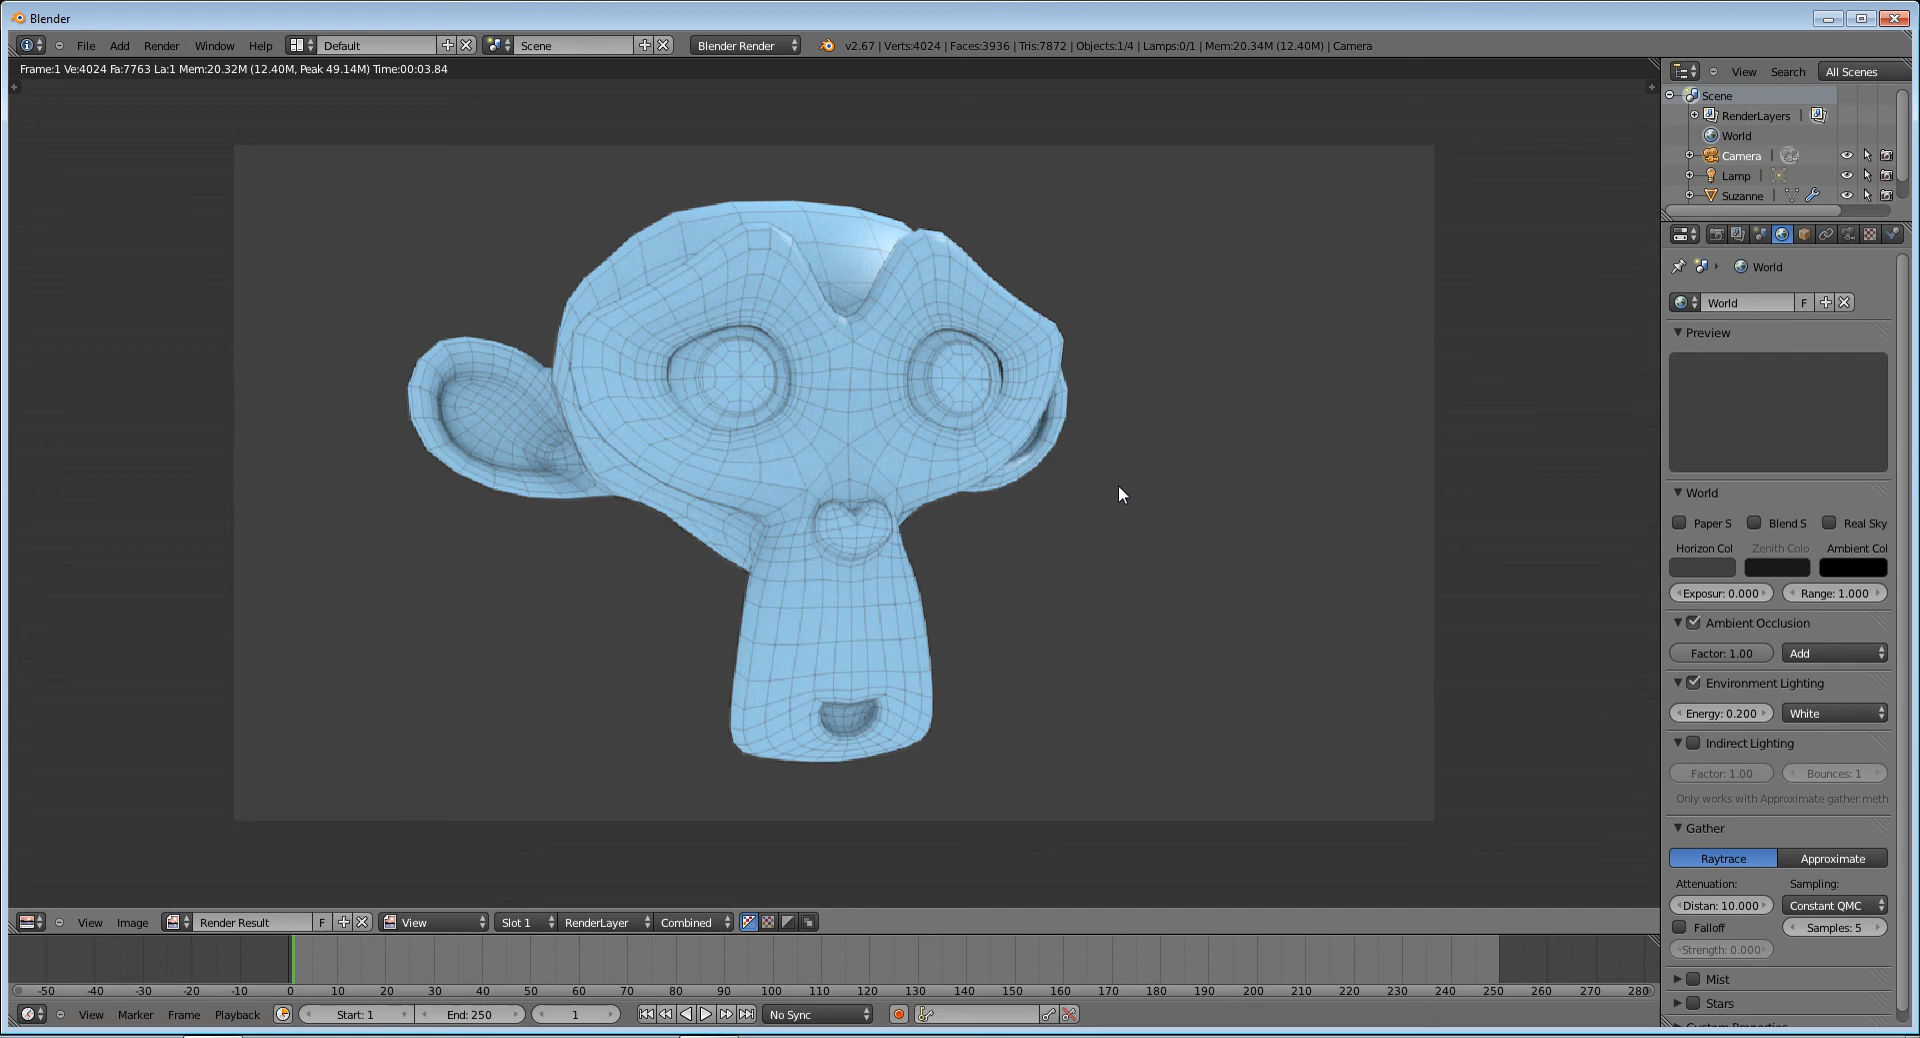 Blender
File Add Render Window Help Default Scene Blender Render v2.67 | Verts:4024 | Faces:3936 | Tris:7872 | Objects:1/4 | Lamps:0/1 | Mem:20.34M (12.40M) | Camera
Frame:1 Ve:4024 Fa:7763 La:1 Mem:20.32M (12.40M, Peak 49.14M) Time:00:03.84
View Search All Scenes
Scene
RenderLayers |
World
Camera |
Lamp |
Suzanne |
World
World F
Preview
World
Paper S Blend S Real Sky
Horizon Col Zenith Colo Ambient Col
Exposur: 0.000 Range: 1.000
Ambient Occlusion
Factor: 1.00 Add
Environment Lighting
Energy: 0.200 White
Indirect Lighting
Factor: 1.00 Bounces: 1
Only works with Approximate gather meth
Gather
Raytrace Approximate
Attenuation: Sampling:
Distan: 10.000 Constant QMC
Falloff Samples: 5
Strength: 0.000
Mist
Stars
View Image Render Result F View Slot 1 RenderLayer Combined
-50 -40 -30 -20 -10 0 10 20 30 40 50 60 70 80 90 100 110 120 130 140 150 160 170 180 190 200 210 220 230 240 250 260 270 280
View Marker Frame Playback Start: 1 End: 250 1 No Sync